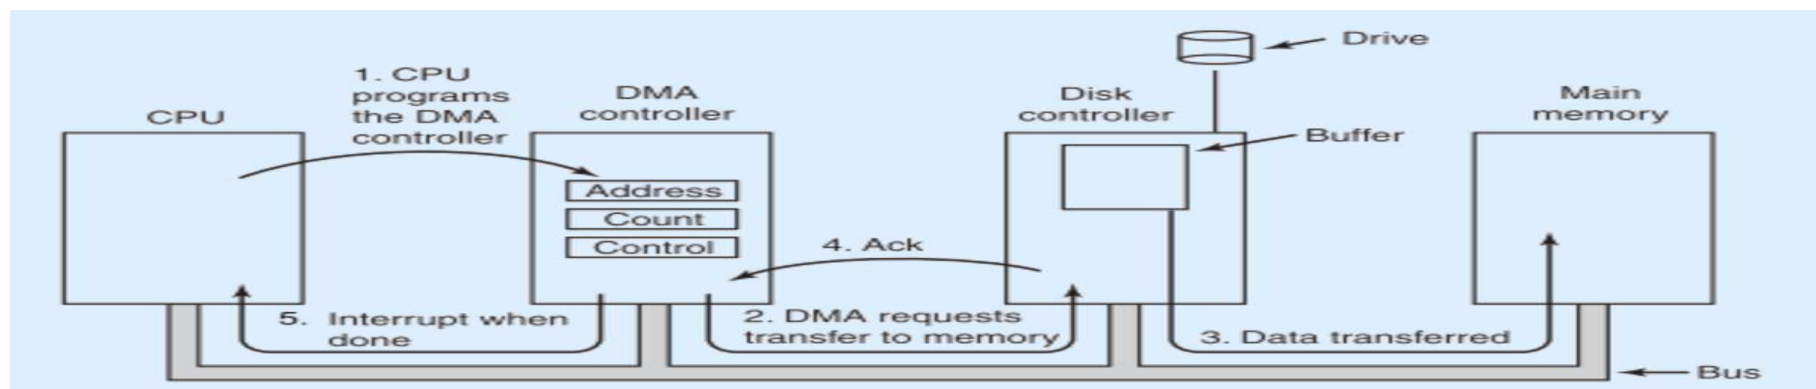 Drive
1. CPU
programs
the DMA
controller
CPU
DMA
controller
Disk
controller
Main
memory
Buffer
Address
Count
Control
4. Ack
5. Interrupt when
done
2. DMA requests
transfer to memory
3. Data transferred
Bus